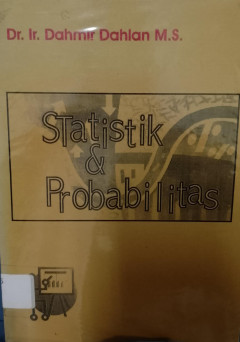 Dr. Ir. Dahmir Dahlan M.S.
STatistik
&
Probabilitas